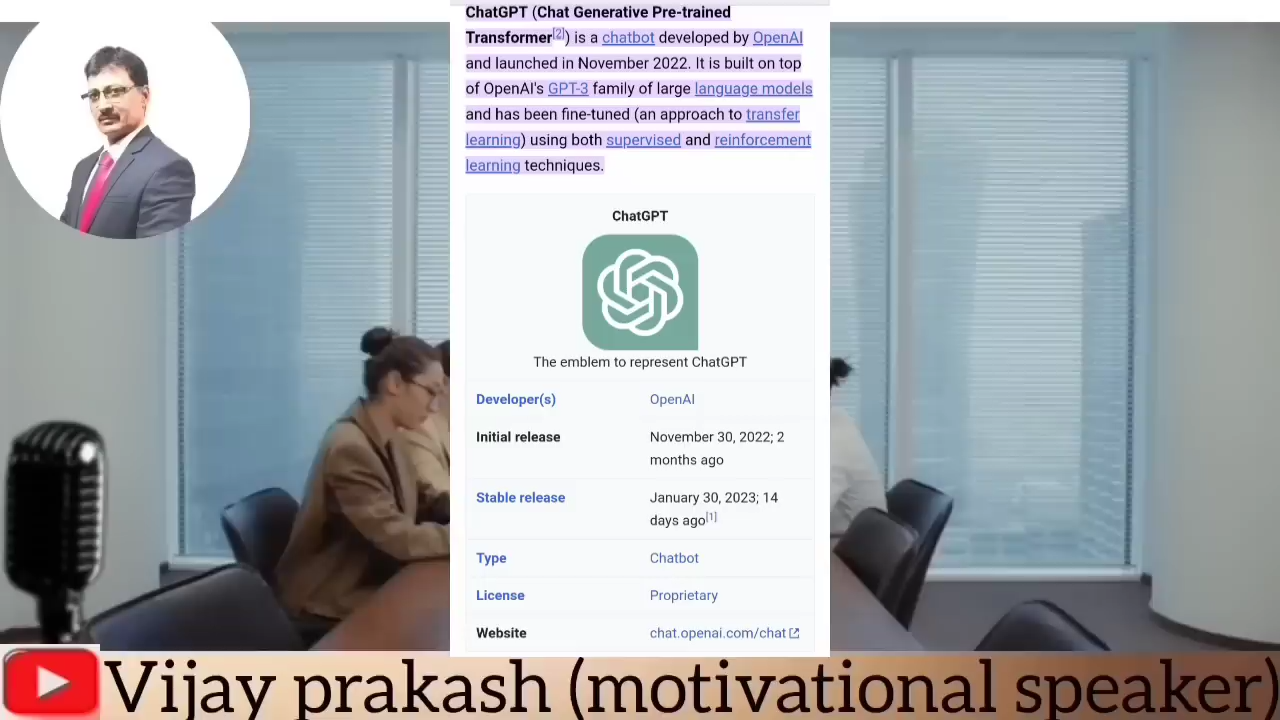 ChatGPT (Chat Generative Pre-trained
Transformer[2]) is a chatbot developed by OpenAI
and launched in November 2022. It is built on top
of OpenAI's GPT-3 family of large language models
and has been fine-tuned (an approach to transfer
learning) using both supervised and reinforcement
learning techniques.
ChatGPT
The emblem to represent ChatGPT
Developer(s) OpenAI
Initial release November 30, 2022; 2
months ago
Stable release January 30, 2023; 14
days ago[1]
Type Chatbot
License Proprietary
Website chat.openai.com/chat
Vijay prakash (motivational speaker)